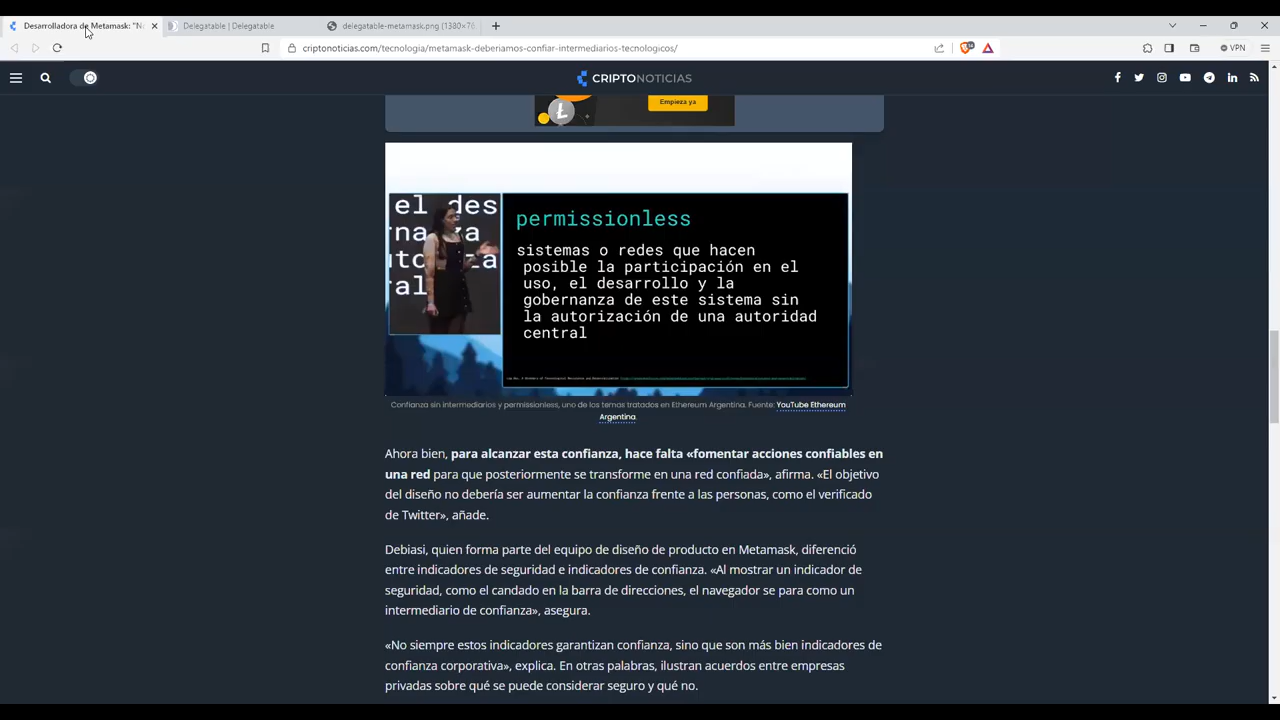 Desarrolladora de Metamask: "N
Delegatable | Delegatable
delegatable-metamask.png (1380×76
criptonoticias.com/tecnologia/metamask-deberiamos-confiar-intermediarios-tecnologicos/
VPN
CRIPTONOTICIAS
Empieza ya
el des
rna za
utor za
ral
permissionless
sistemas o redes que hacen
posible la participación en el
uso, el desarrollo y la
gobernanza de este sistema sin
la autorización de una autoridad
central
Confianza sin intermediarios y permissionless, uno de los temas tratados en Ethereum Argentina. Fuente: YouTube Ethereum
Argentina.
Ahora bien, para alcanzar esta confianza, hace falta «fomentar acciones confiables en
una red para que posteriormente se transforme en una red confiada», afirma. «El objetivo
del diseño no debería ser aumentar la confianza frente a las personas, como el verificado
de Twitter», añade.
Debiasi, quien forma parte del equipo de diseño de producto en Metamask, diferenció
entre indicadores de seguridad e indicadores de confianza. «Al mostrar un indicador de
seguridad, como el candado en la barra de direcciones, el navegador se para como un
intermediario de confianza», asegura.
«No siempre estos indicadores garantizan confianza, sino que son más bien indicadores de
confianza corporativa», explica. En otras palabras, ilustran acuerdos entre empresas
privadas sobre qué se puede considerar seguro y qué no.